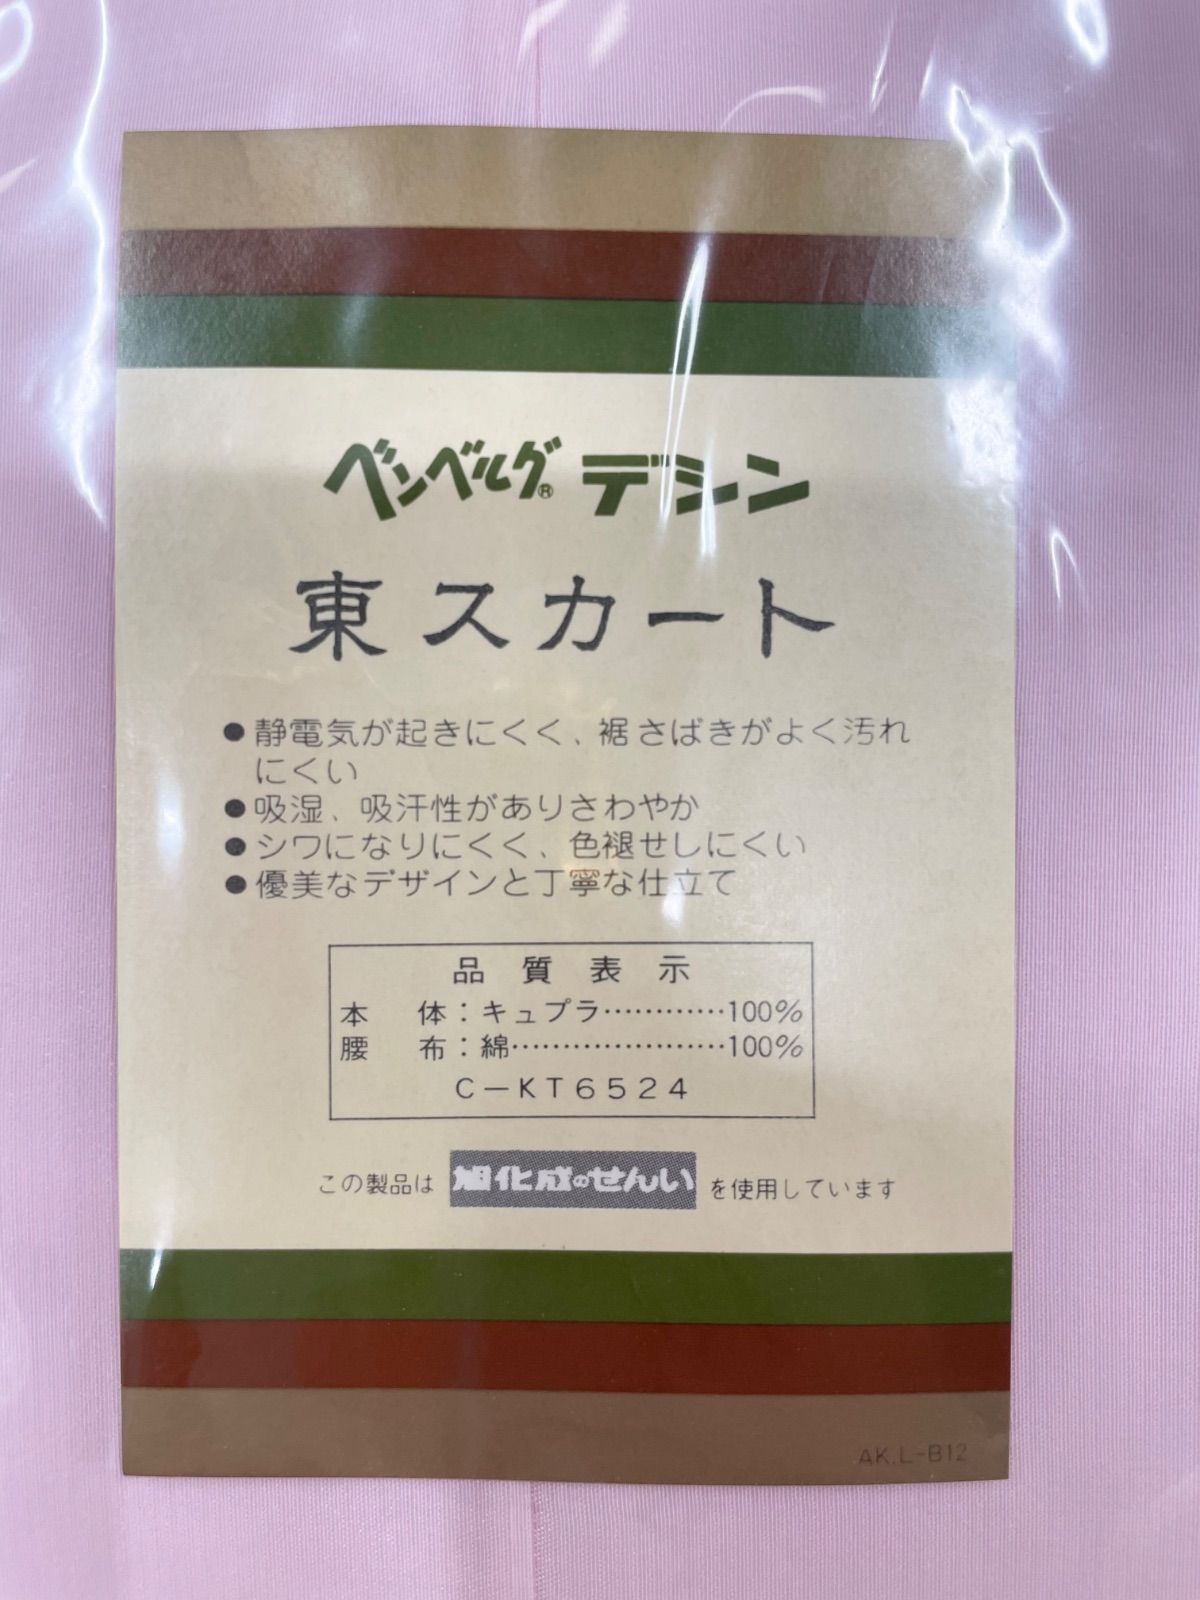 ベンベルグ® デシン
東スカート
●静電気が起きにくく、裾さばきがよく汚れ
にくい
●吸湿、吸汗性がありさわやか
●シワになりにくく、色褪せしにくい
●優美なデザインと丁寧な仕立て
品質表示
本体：キュプラ…………100%
腰布：綿…………………100%
C－KT6524
この製品は 旭化成のせんい を使用しています
AK.L-B12